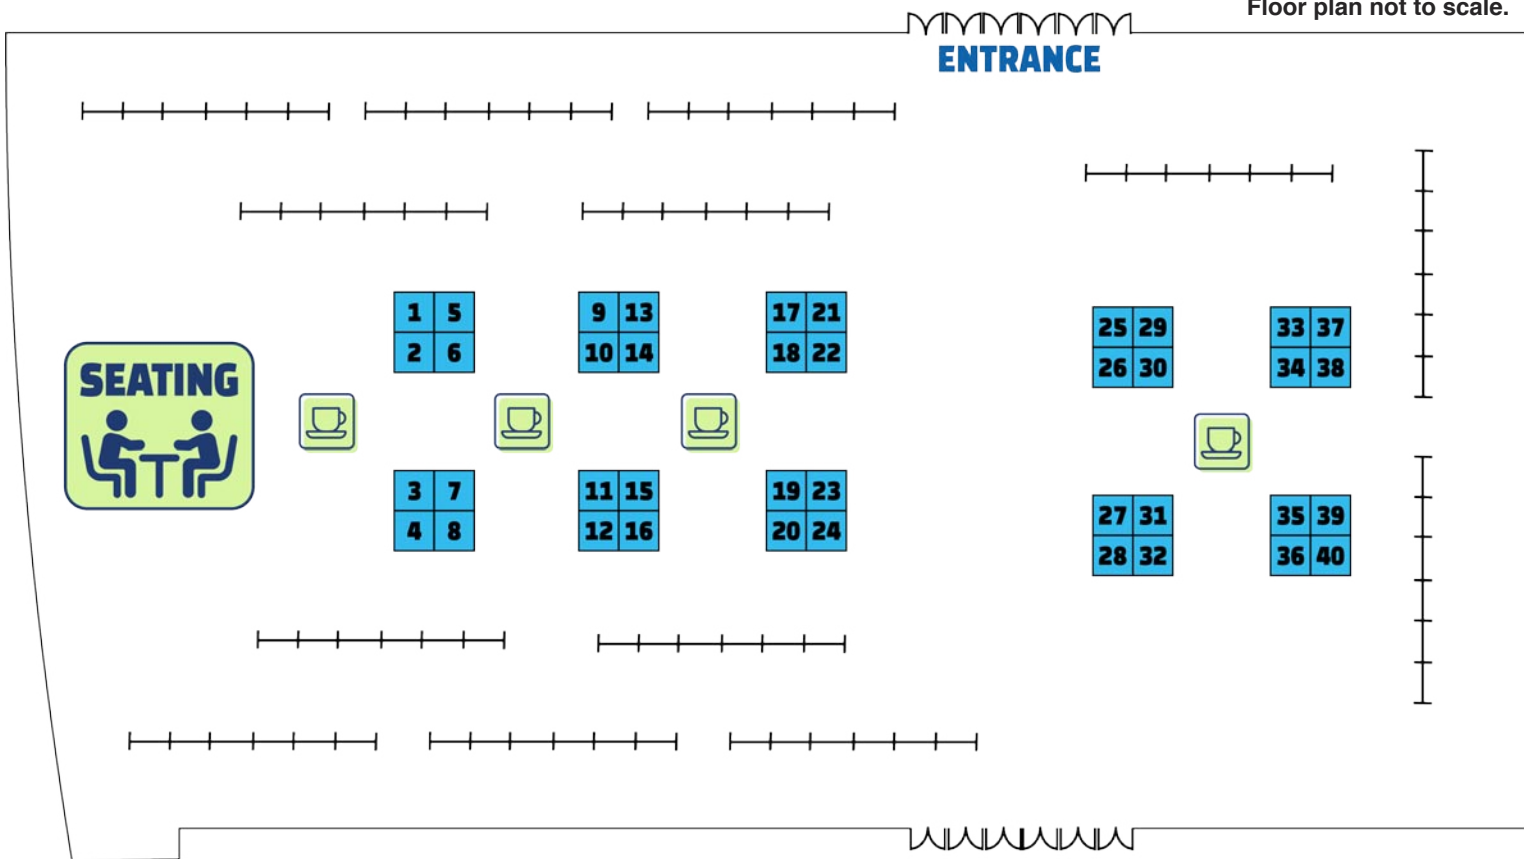 Floor plan not to scale.
ENTRANCE
1 5 9 13 17 21
2 6 10 14 18 22
25 29 33 37
26 30 34 38
SEATING
3 7 11 15 19 23
4 8 12 16 20 24
27 31 35 39
28 32 36 40